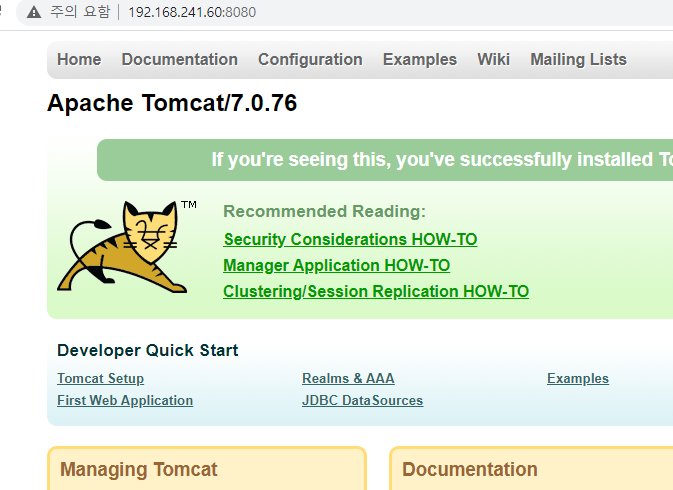 주의 요함 | 192.168.241.60:8080
Home Documentation Configuration Examples Wiki Mailing Lists
Apache Tomcat/7.0.76
If you're seeing this, you've successfully installed
TM
Recommended Reading:
Security Considerations HOW-TO
Manager Application HOW-TO
Clustering/Session Replication HOW-TO
Developer Quick Start
Tomcat Setup Realms & AAA Examples
First Web Application JDBC DataSources
Managing Tomcat Documentation